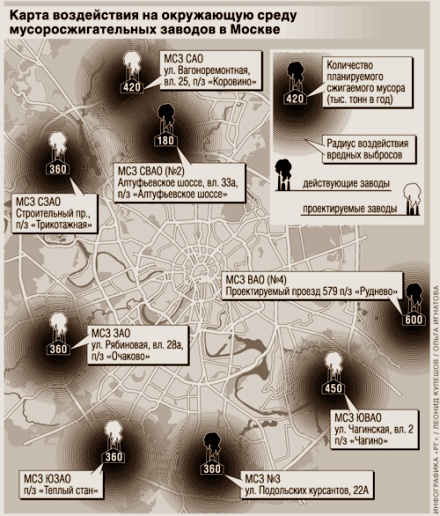 Карта воздействия на окружающую среду
мусоросжигательных заводов в Москве
МСЗ САО
ул. Вагоноремонтная,
вл. 25, п/з «Коровино»
420
Количество
планируемого
сжигаемого мусора
(тыс. тонн в год)
420
Радиус воздействия
вредных выбросов
действующие заводы
проектируемые заводы
180
МСЗ СВАО (№2)
Алтуфьевское шоссе, вл. 33а,
п/з «Алтуфьевское шоссе»
360
МСЗ СЗАО
Строительный пр.,
п/з «Трикотажная»
МСЗ ВАО (№4)
Проектируемый проезд 579 п/з «Руднево»
600
МСЗ ЗАО
ул. Рябиновая, вл. 28а,
п/з «Очаково»
360
450
МСЗ ЮВАО
ул. Чагинская, вл. 2
п/з «Чагино»
360
МСЗ ЮЗАО
п/з «Теплый стан»
360
МСЗ №3
ул. Подольских курсантов, 22А
ИНФОГРАФИКА «РГ» / ЛЕОНИД КУЛЕШОВ / ОЛЬГА ИГНАТОВА